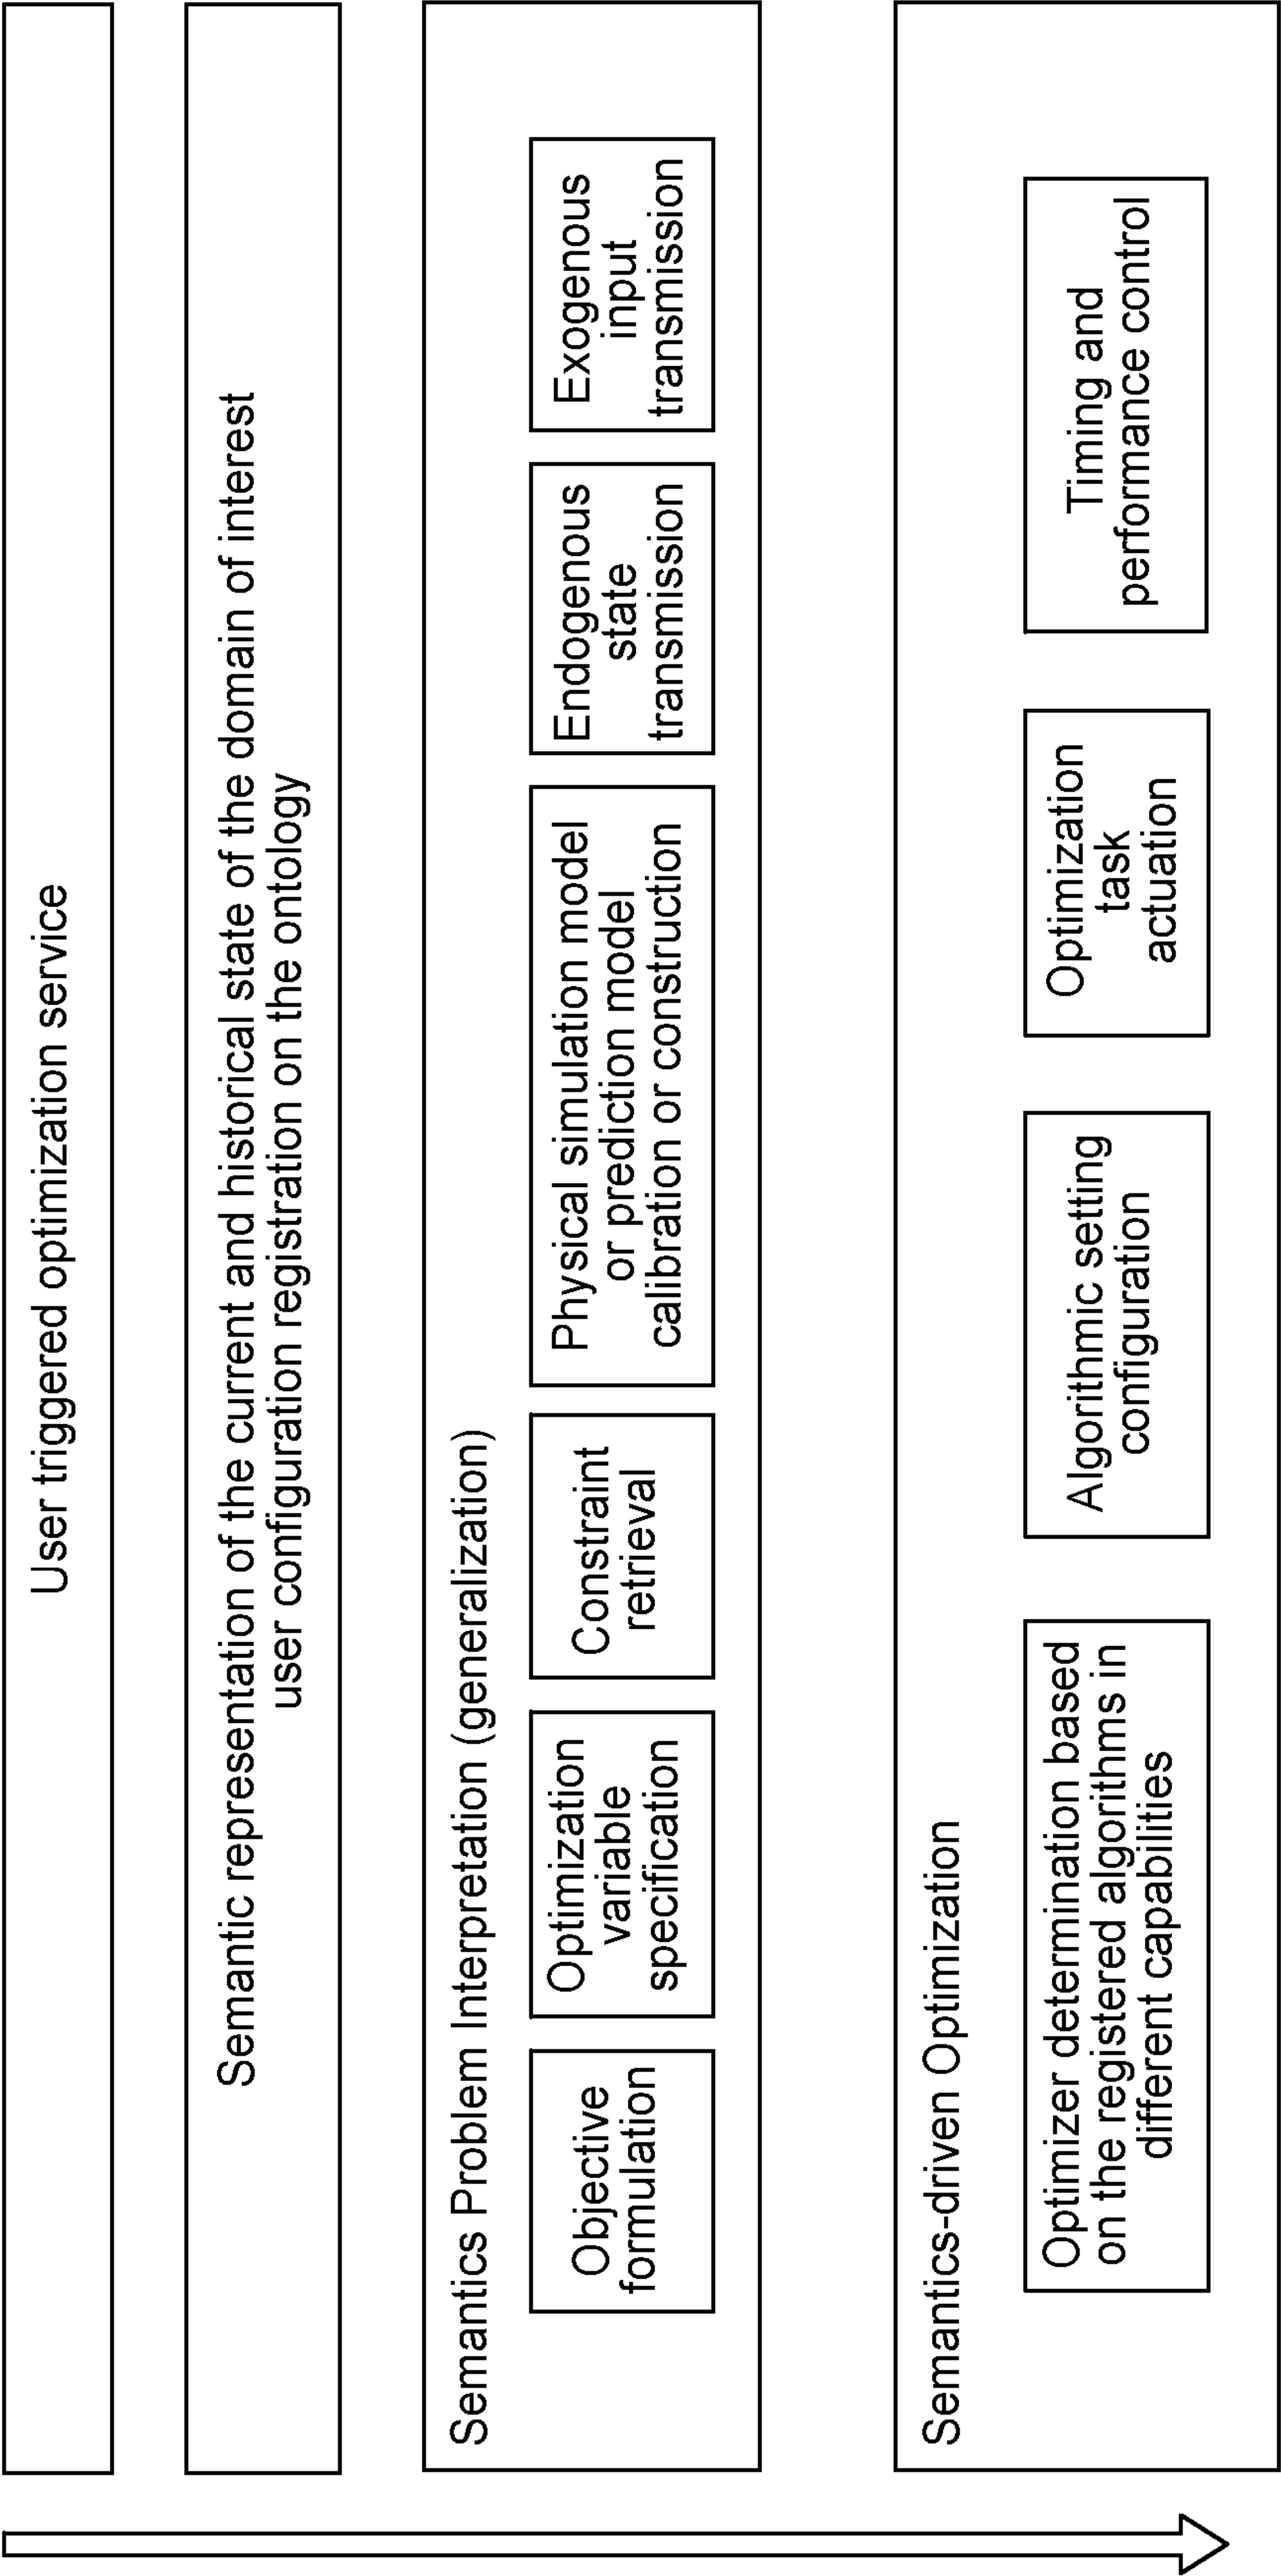 User triggered optimization service
Semantic representation of the current and historical state of the domain of interest
user configuration registration on the ontology
Semantics Problem Interpretation (generalization)
Objective
formulation
Optimization
variable
specification
Constraint
retrieval
Physical simulation model
or prediction model
calibration or construction
Endogenous
state
transmission
Exogenous
input
transmission
Semantics-driven Optimization
Optimizer determination based
on the registered algorithms in
different capabilities
Algorithmic setting
configuration
Optimization
task
actuation
Timing and
performance control